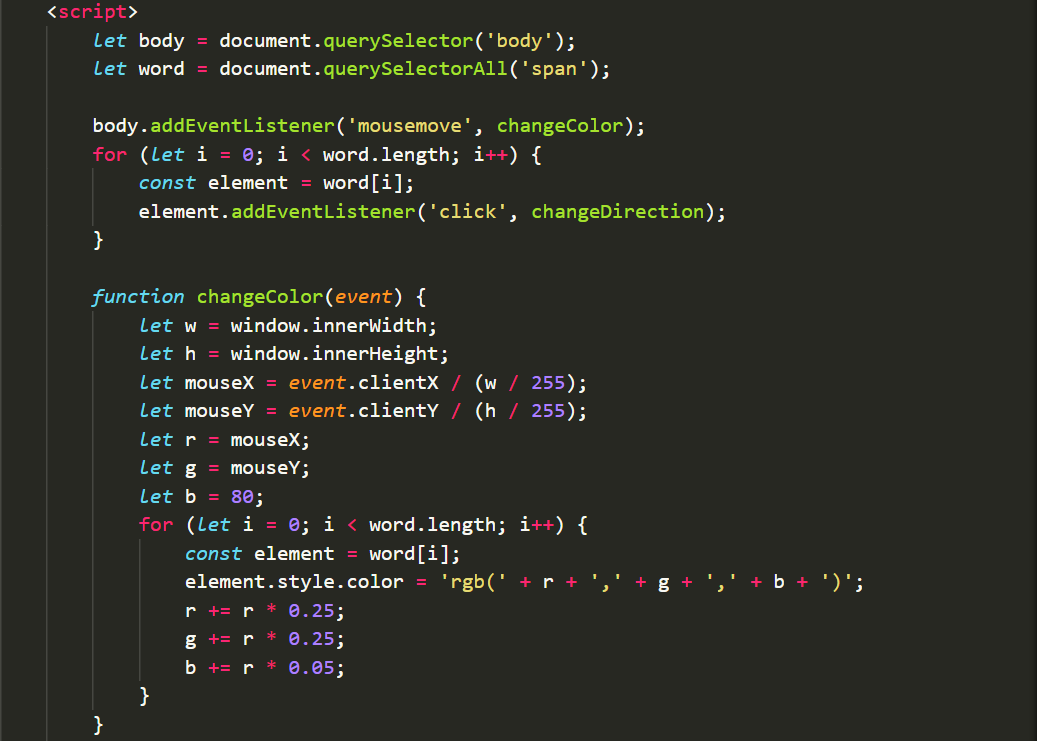 <script>
let body = document.querySelector('body');
let word = document.querySelectorAll('span');
body.addEventListener('mousemove', changeColor);
for (let i = 0; i < word.length; i++) {
const element = word[i];
element.addEventListener('click', changeDirection);
}
function changeColor(event) {
let w = window.innerWidth;
let h = window.innerHeight;
let mouseX = event.clientX / (w / 255);
let mouseY = event.clientY / (h / 255);
let r = mouseX;
let g = mouseY;
let b = 80;
for (let i = 0; i < word.length; i++) {
const element = word[i];
element.style.color = 'rgb(' + r + ',' + g + ',' + b + ')';
r += r * 0.25;
g += r * 0.25;
b += r * 0.05;
}
}